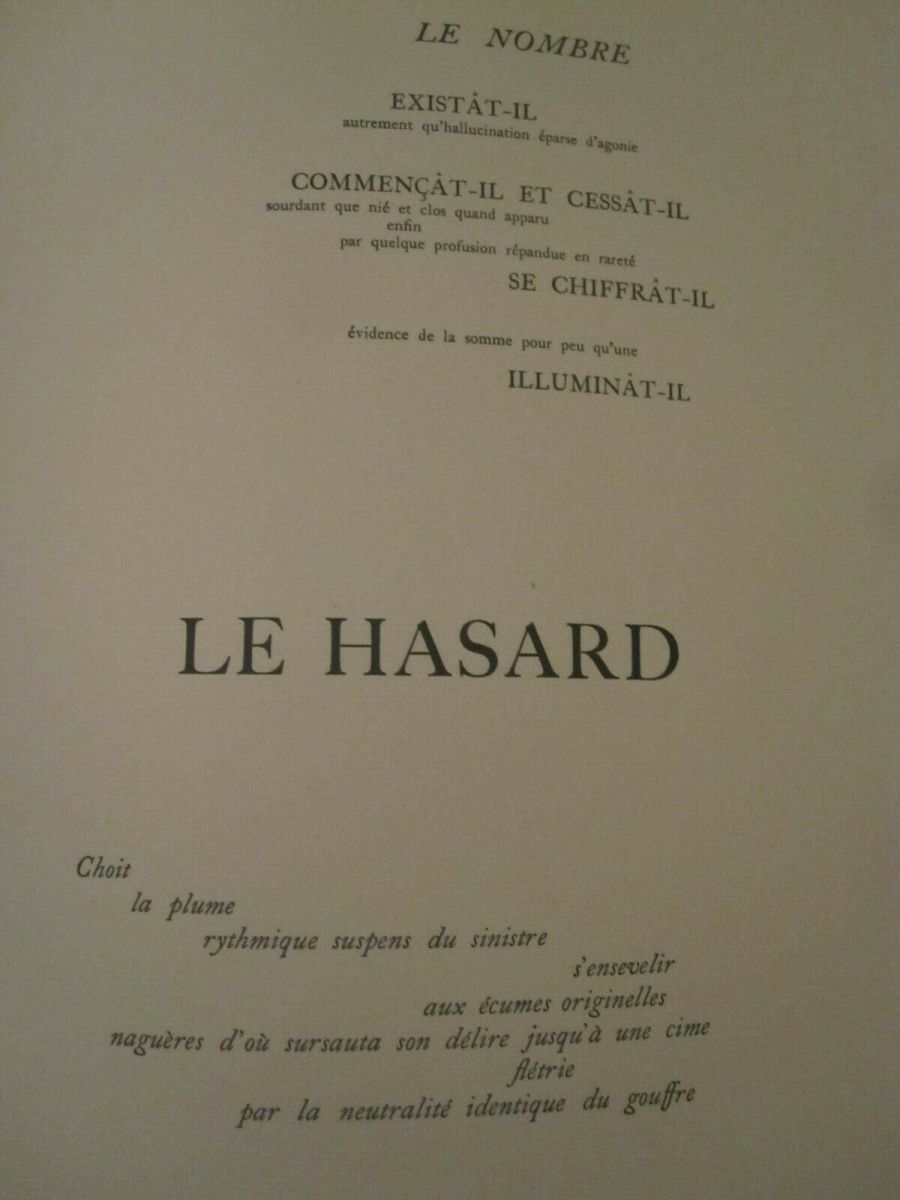 LE NOMBRE
EXISTÂT-IL
autrement qu'hallucination éparse d'agonie
COMMENÇÂT-IL ET CESSÂT-IL
sourdant que nié et clos quand apparu
enfin
par quelque profusion répandue en rareté
SE CHIFFRÂT-IL
évidence de la somme pour peu qu'une
ILLUMINÂT-IL
LE HASARD
Choit
la plume
rythmique suspens du sinistre
s'ensevelir
aux écumes originelles
naguères d'où sursauta son délire jusqu'à une cime
flétrie
par la neutralité identique du gouffre